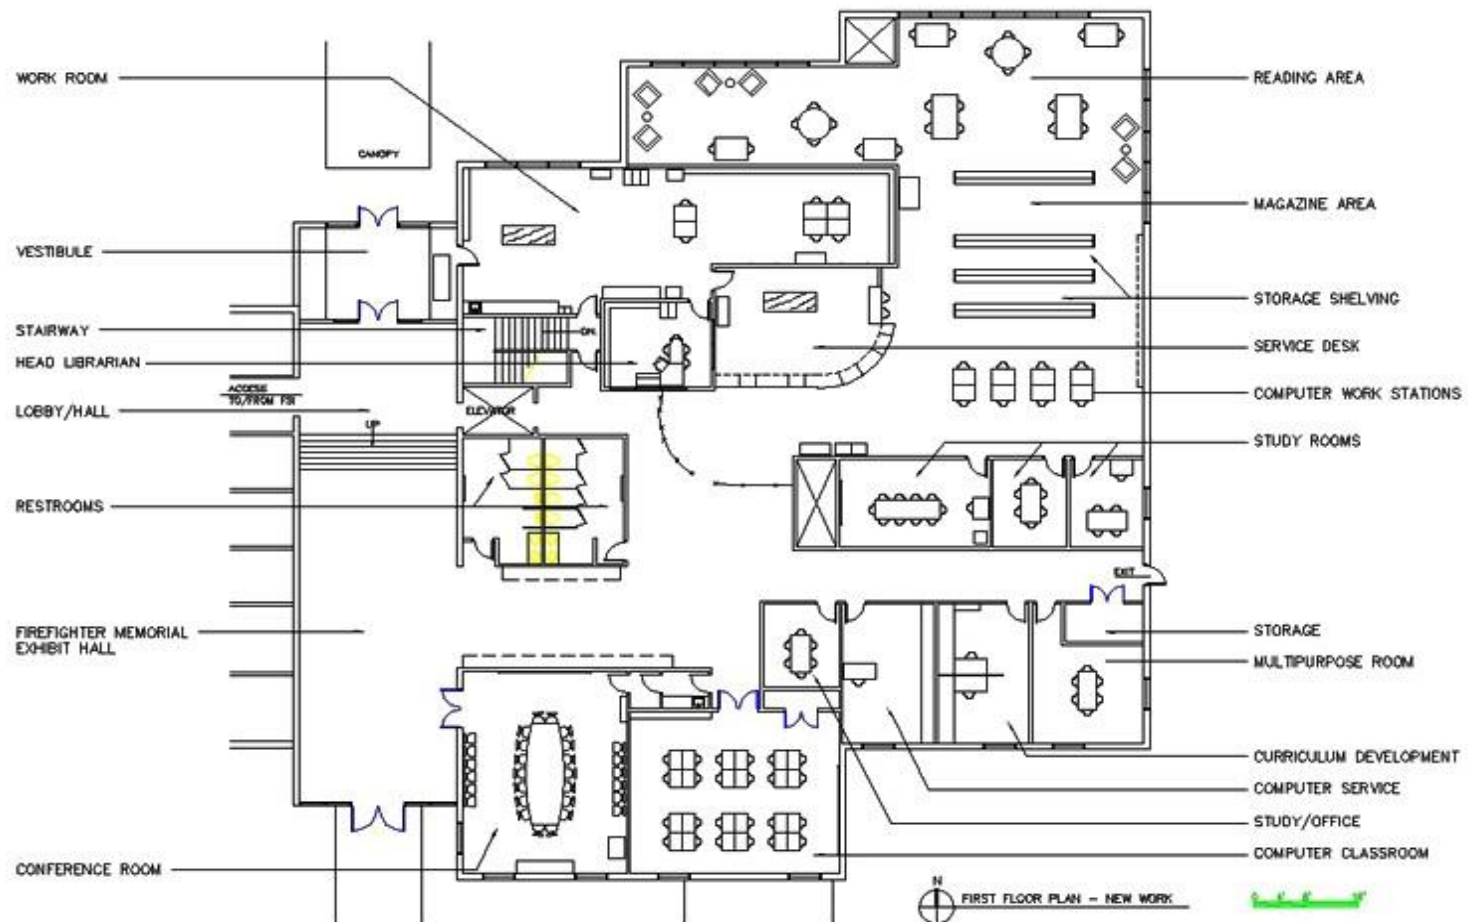 WORK ROOM
CANOPY
VESTIBULE
STAIRWAY
HEAD LIBRARIAN
ACCESS
TO/FROM FSI
LOBBY/HALL
UP
DN.
ELEVATOR
RESTROOMS
FIREFIGHTER MEMORIAL
EXHIBIT HALL
CONFERENCE ROOM
READING AREA
MAGAZINE AREA
STORAGE SHELVING
SERVICE DESK
COMPUTER WORK STATIONS
STUDY ROOMS
EXIT
STORAGE
MULTIPURPOSE ROOM
CURRICULUM DEVELOPMENT
COMPUTER SERVICE
STUDY/OFFICE
COMPUTER CLASSROOM
N
FIRST FLOOR PLAN - NEW WORK